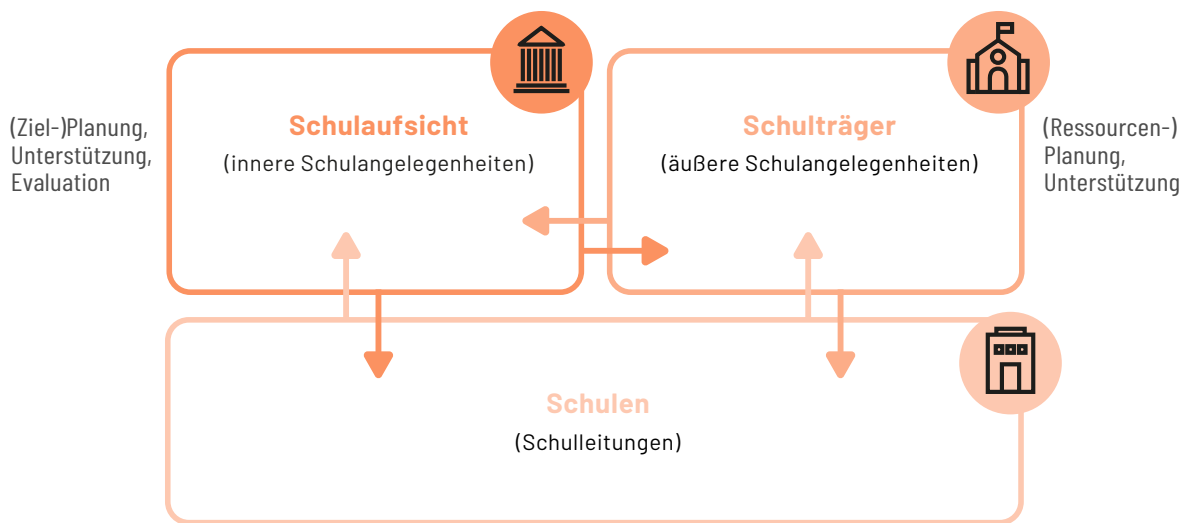 (Ziel-)Planung,
Unterstützung,
Evaluation
Schulaufsicht
(innere Schulangelegenheiten)
Schulträger
(äußere Schulangelegenheiten)
(Ressourcen-)
Planung,
Unterstützung
Schulen
(Schulleitungen)